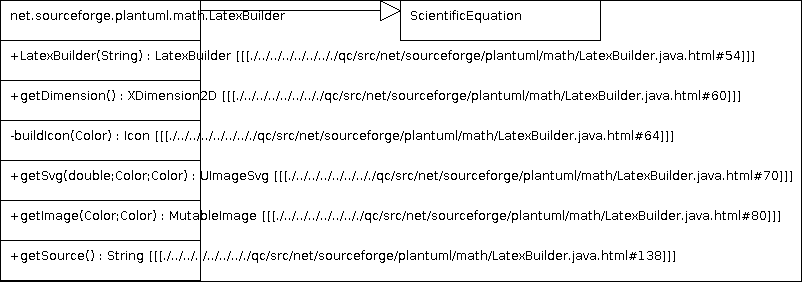 net.sourceforge.plantuml.math.LatexBuilder
ScientificEquation
+LatexBuilder(String) : LatexBuilder [[[./../../../../../../../qc/src/net/sourceforge/plantuml/math/LatexBuilder.java.html#54]]]
+getDimension() : XDimension2D [[[./../../../../../../../qc/src/net/sourceforge/plantuml/math/LatexBuilder.java.html#60]]]
-buildIcon(Color) : Icon [[[./../../../../../../../qc/src/net/sourceforge/plantuml/math/LatexBuilder.java.html#64]]]
+getSvg(double;Color;Color) : UImageSvg [[[./../../../../../../../qc/src/net/sourceforge/plantuml/math/LatexBuilder.java.html#70]]]
+getImage(Color;Color) : MutableImage [[[./../../../../../../../qc/src/net/sourceforge/plantuml/math/LatexBuilder.java.html#80]]]
+getSource() : String [[[./../../../../../../../qc/src/net/sourceforge/plantuml/math/LatexBuilder.java.html#138]]]